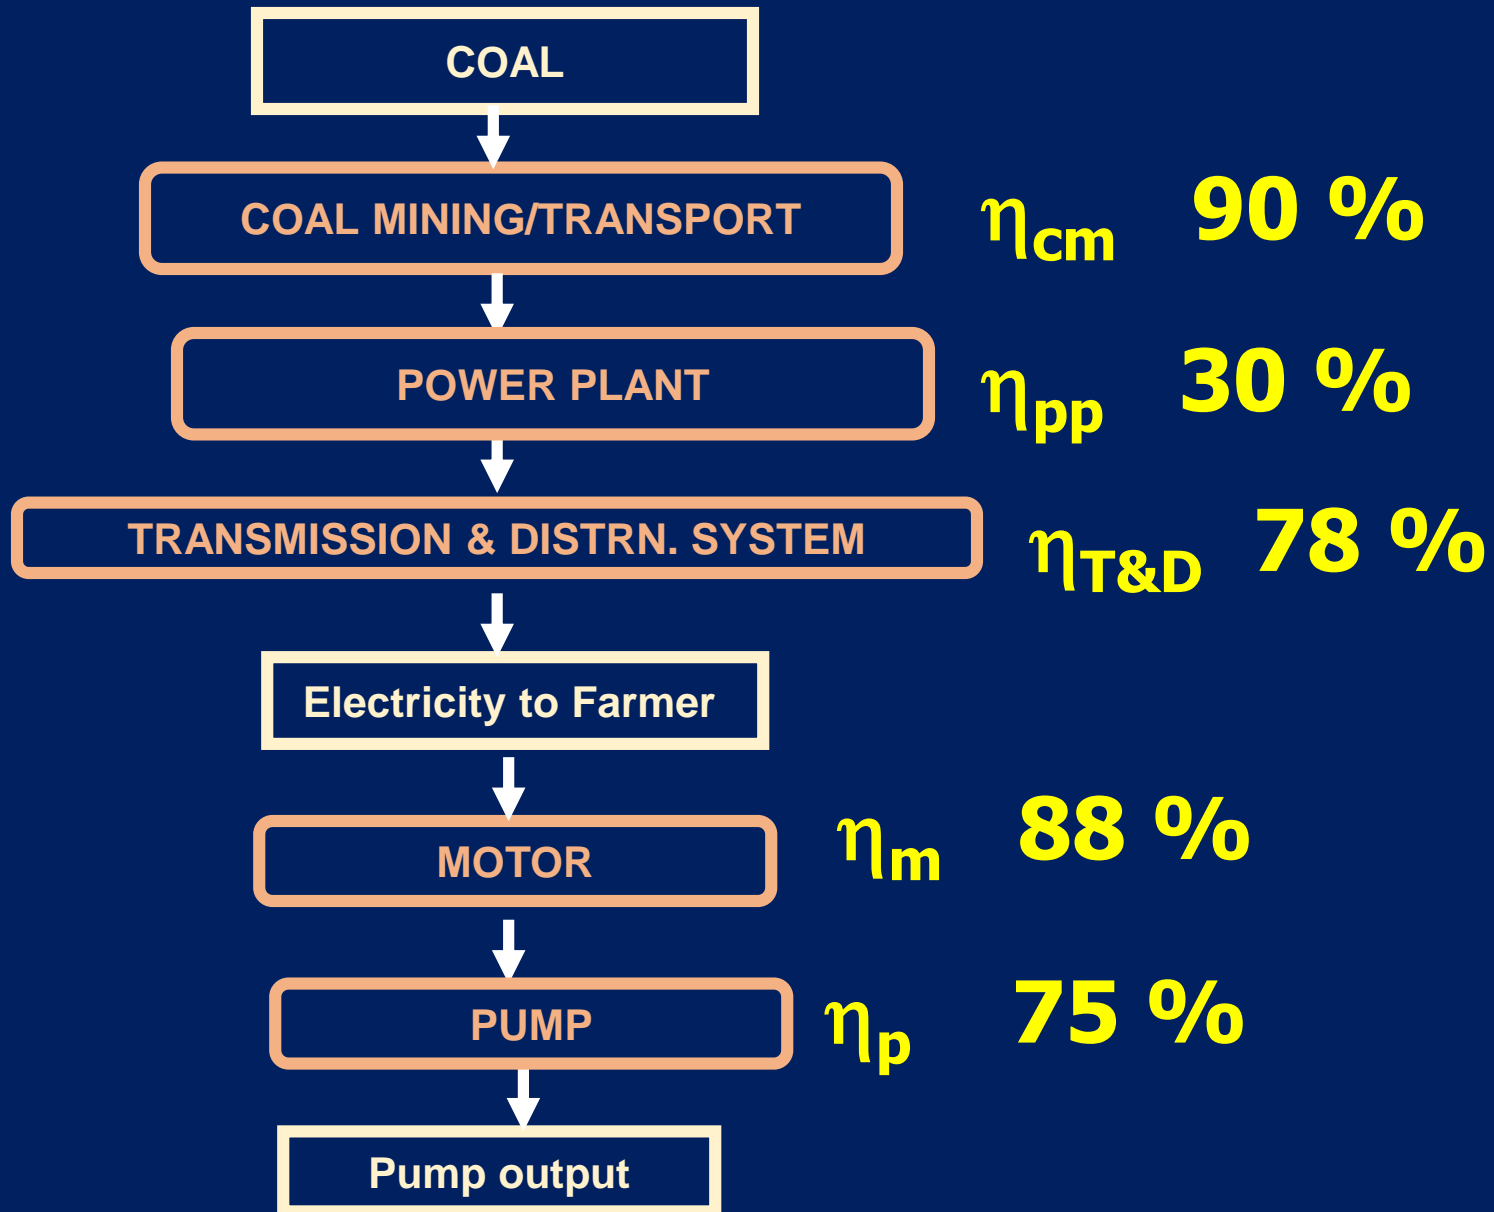 COAL
COAL MINING/TRANSPORT
ηcm 90 %
POWER PLANT
ηpp 30 %
TRANSMISSION & DISTRN. SYSTEM
ηT&D 78 %
Electricity to Farmer
MOTOR
ηm 88 %
PUMP
ηp 75 %
Pump output